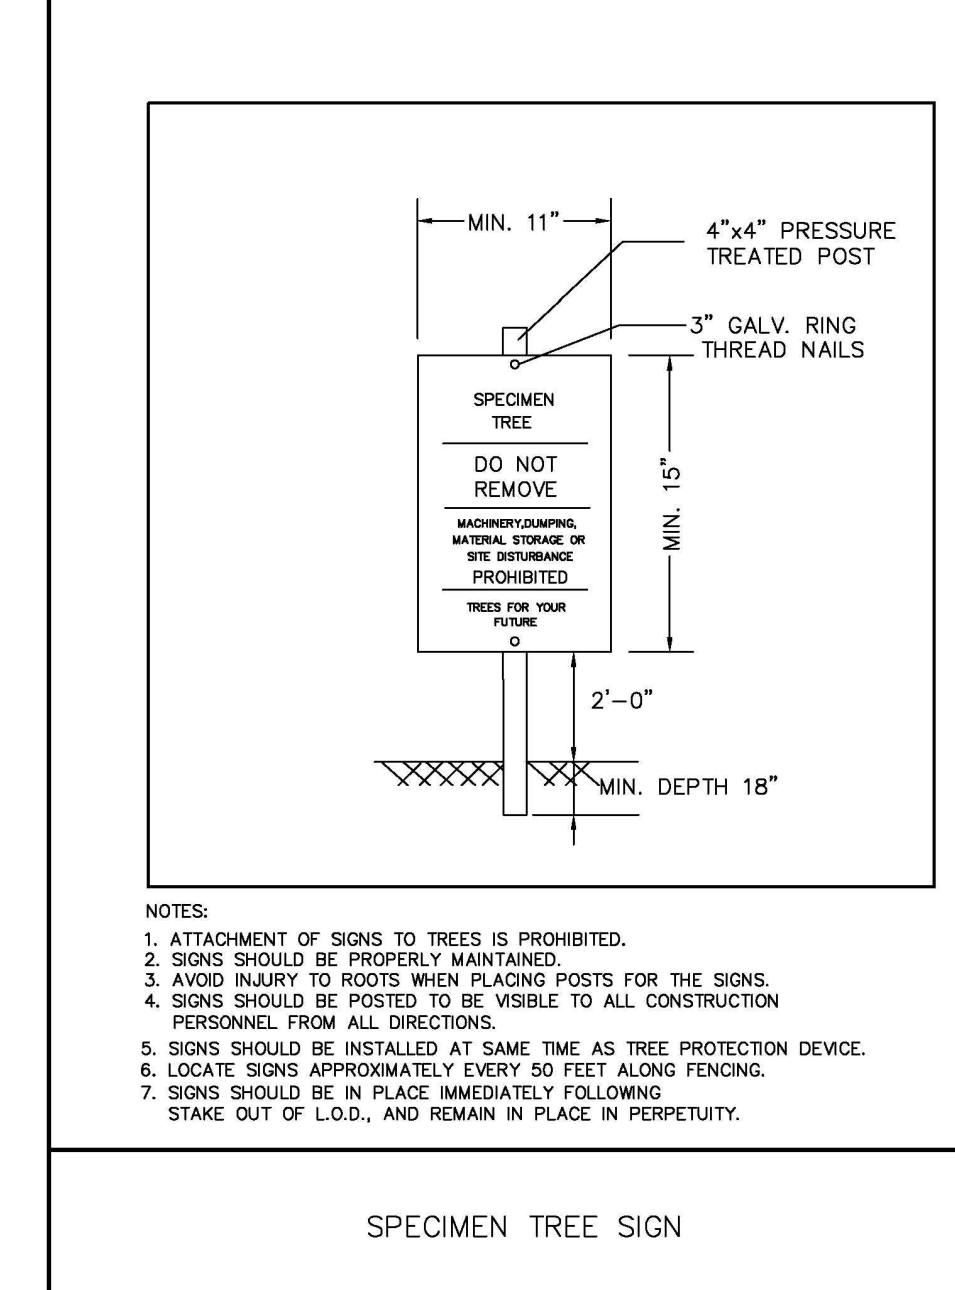 MIN. 11"
4"x4" PRESSURE
TREATED POST
3" GALV. RING
THREAD NAILS
SPECIMEN
TREE
DO NOT
REMOVE
MACHINERY,DUMPING,
MATERIAL STORAGE OR
SITE DISTURBANCE
PROHIBITED
TREES FOR YOUR
FUTURE
MIN. 15"
2'-0"
MIN. DEPTH 18"
NOTES:
1. ATTACHMENT OF SIGNS TO TREES IS PROHIBITED.
2. SIGNS SHOULD BE PROPERLY MAINTAINED.
3. AVOID INJURY TO ROOTS WHEN PLACING POSTS FOR THE SIGNS.
4. SIGNS SHOULD BE POSTED TO BE VISIBLE TO ALL CONSTRUCTION
PERSONNEL FROM ALL DIRECTIONS.
5. SIGNS SHOULD BE INSTALLED AT SAME TIME AS TREE PROTECTION DEVICE.
6. LOCATE SIGNS APPROXIMATELY EVERY 50 FEET ALONG FENCING.
7. SIGNS SHOULD BE IN PLACE IMMEDIATELY FOLLOWING
STAKE OUT OF L.O.D., AND REMAIN IN PLACE IN PERPETUITY.
SPECIMEN TREE SIGN